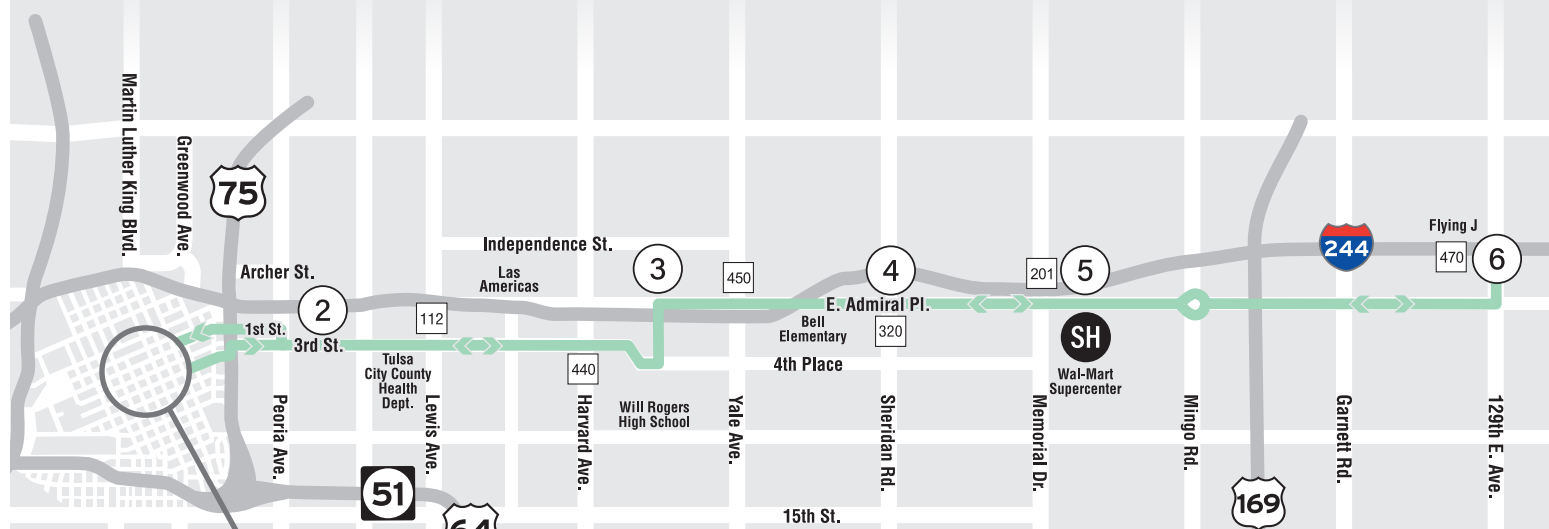 Martin Luther King Blvd.
Greenwood Ave.
75
Archer St.
Independence St.
Las
Americas
2
3
4
5
6
450
201
244
Flying J
470
112
1st St.
3rd St.
E. Admiral Pl.
Bell
Elementary
320
SH
Wal-Mart
Supercenter
4th Place
440
Tulsa
City County
Health
Dept.
Will Rogers
High School
Peoria Ave.
Lewis Ave.
Harvard Ave.
Yale Ave.
Sheridan Rd.
Memorial Dr.
Mingo Rd.
Garnett Rd.
129th E. Ave.
51
64
169
15th St.